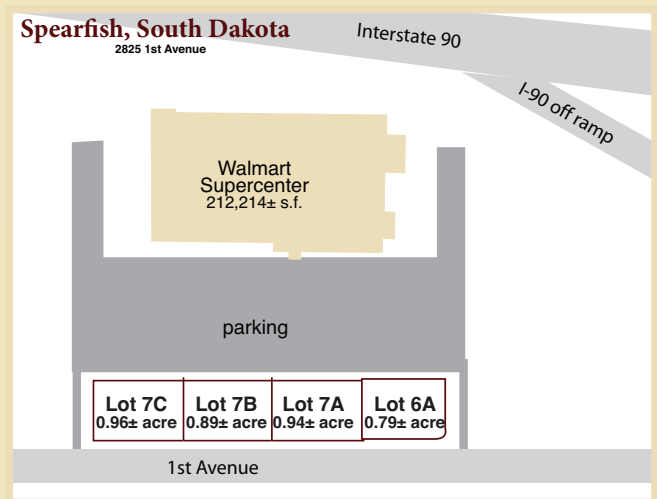 Spearfish, South Dakota
2825 1st Avenue
Interstate 90
I-90 off ramp
Walmart
Supercenter
212,214± s.f.
parking
Lot 7C
0.96± acre
Lot 7B
0.89± acre
Lot 7A
0.94± acre
Lot 6A
0.79± acre
1st Avenue